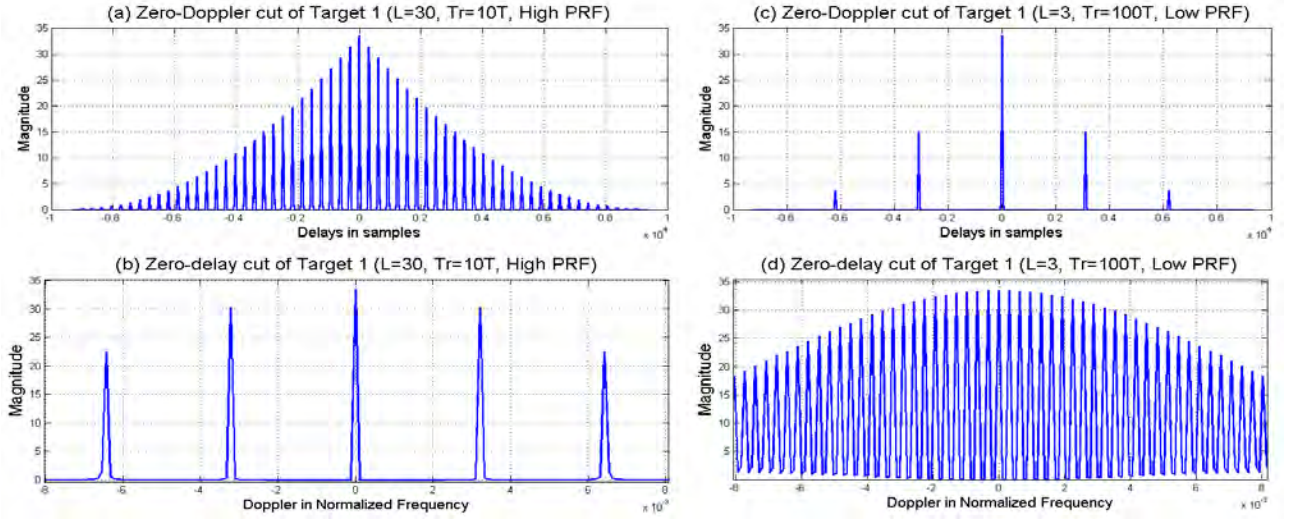 (a) Zero-Doppler cut of Target 1 (L=30, Tr=10T, High PRF)
35
30
25
20
15
10
5
0
Magnitude
-1 -0.8 -0.6 -0.4 -0.2 0 0.2 0.4 0.6 0.8 1
Delays in samples
x 10⁴
(b) Zero-delay cut of Target 1 (L=30, Tr=10T, High PRF)
35
30
25
20
15
10
5
0
Magnitude
-8 -6 -4 -2 0 2 4 6 8
Doppler in Normalized Frequency
x 10⁻³
(c) Zero-Doppler cut of Target 1 (L=3, Tr=100T, Low PRF)
35
30
25
20
15
10
5
0
Magnitude
-1 -0.8 -0.6 -0.4 -0.2 0 0.2 0.4 0.6 0.8 1
Delays in samples
x 10⁴
(d) Zero-delay cut of Target 1 (L=3, Tr=100T, Low PRF)
35
30
25
20
15
10
5
Magnitude
-8 -6 -4 -2 0 2 4 6 8
Doppler in Normalized Frequency
x 10⁻³